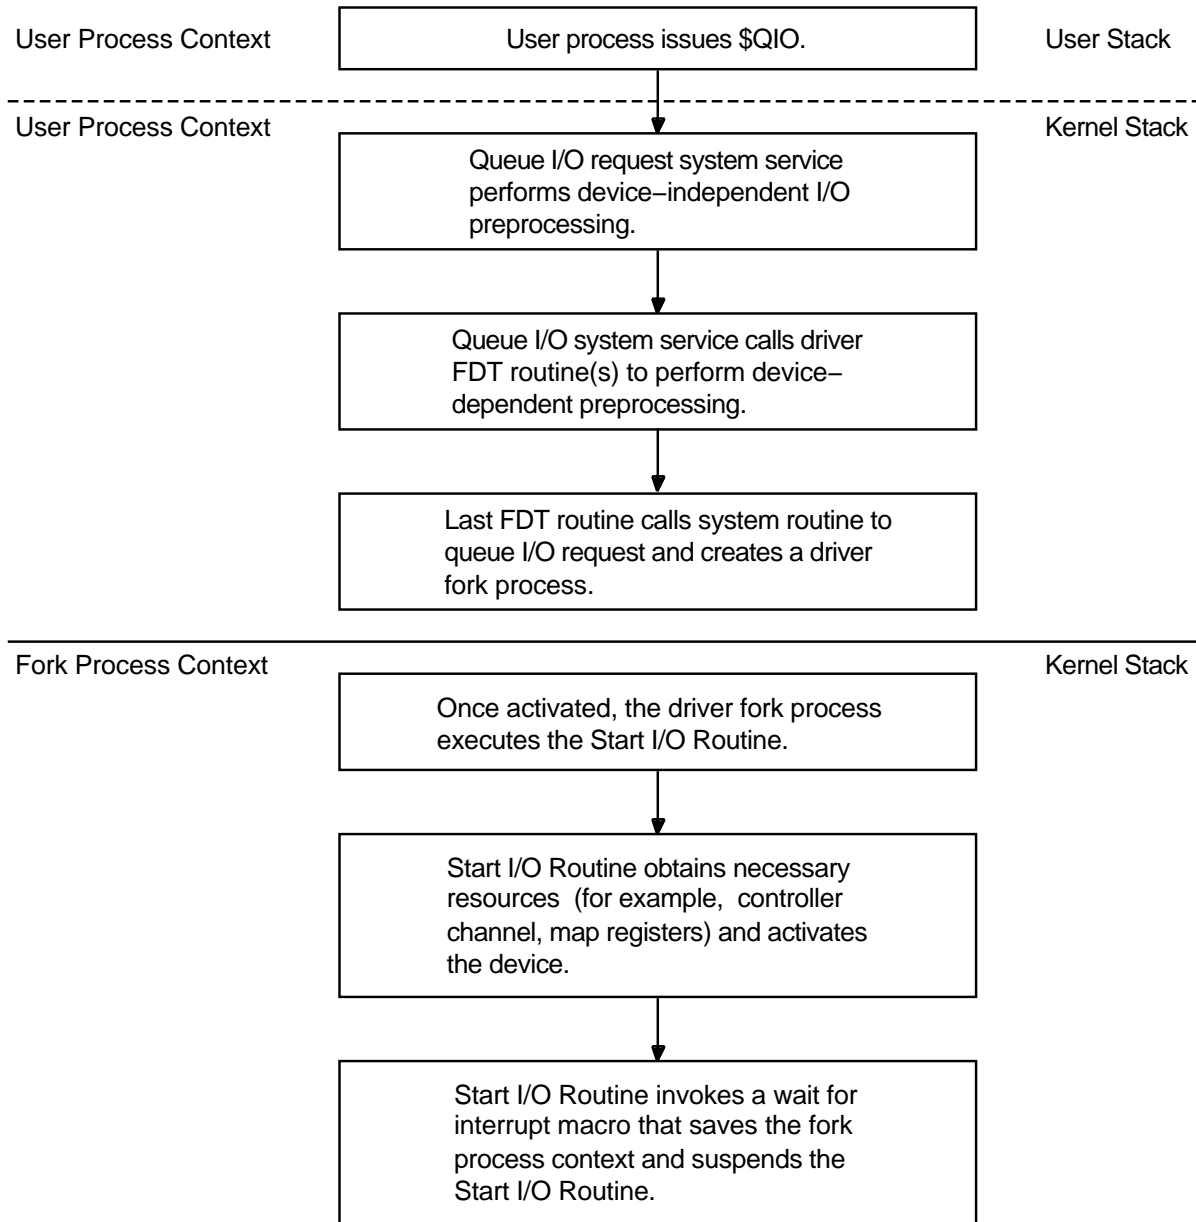 User Process Context
User process issues $QIO.
User Stack
User Process Context
Kernel Stack
Queue I/O request system service
performs device−independent I/O
preprocessing.
Queue I/O system service calls driver
FDT routine(s) to perform device−
dependent preprocessing.
Last FDT routine calls system routine to
queue I/O request and creates a driver
fork process.
Fork Process Context
Kernel Stack
Once activated, the driver fork process
executes the Start I/O Routine.
Start I/O Routine obtains necessary
resources (for example, controller
channel, map registers) and activates
the device.
Start I/O Routine invokes a wait for
interrupt macro that saves the fork
process context and suspends the
Start I/O Routine.